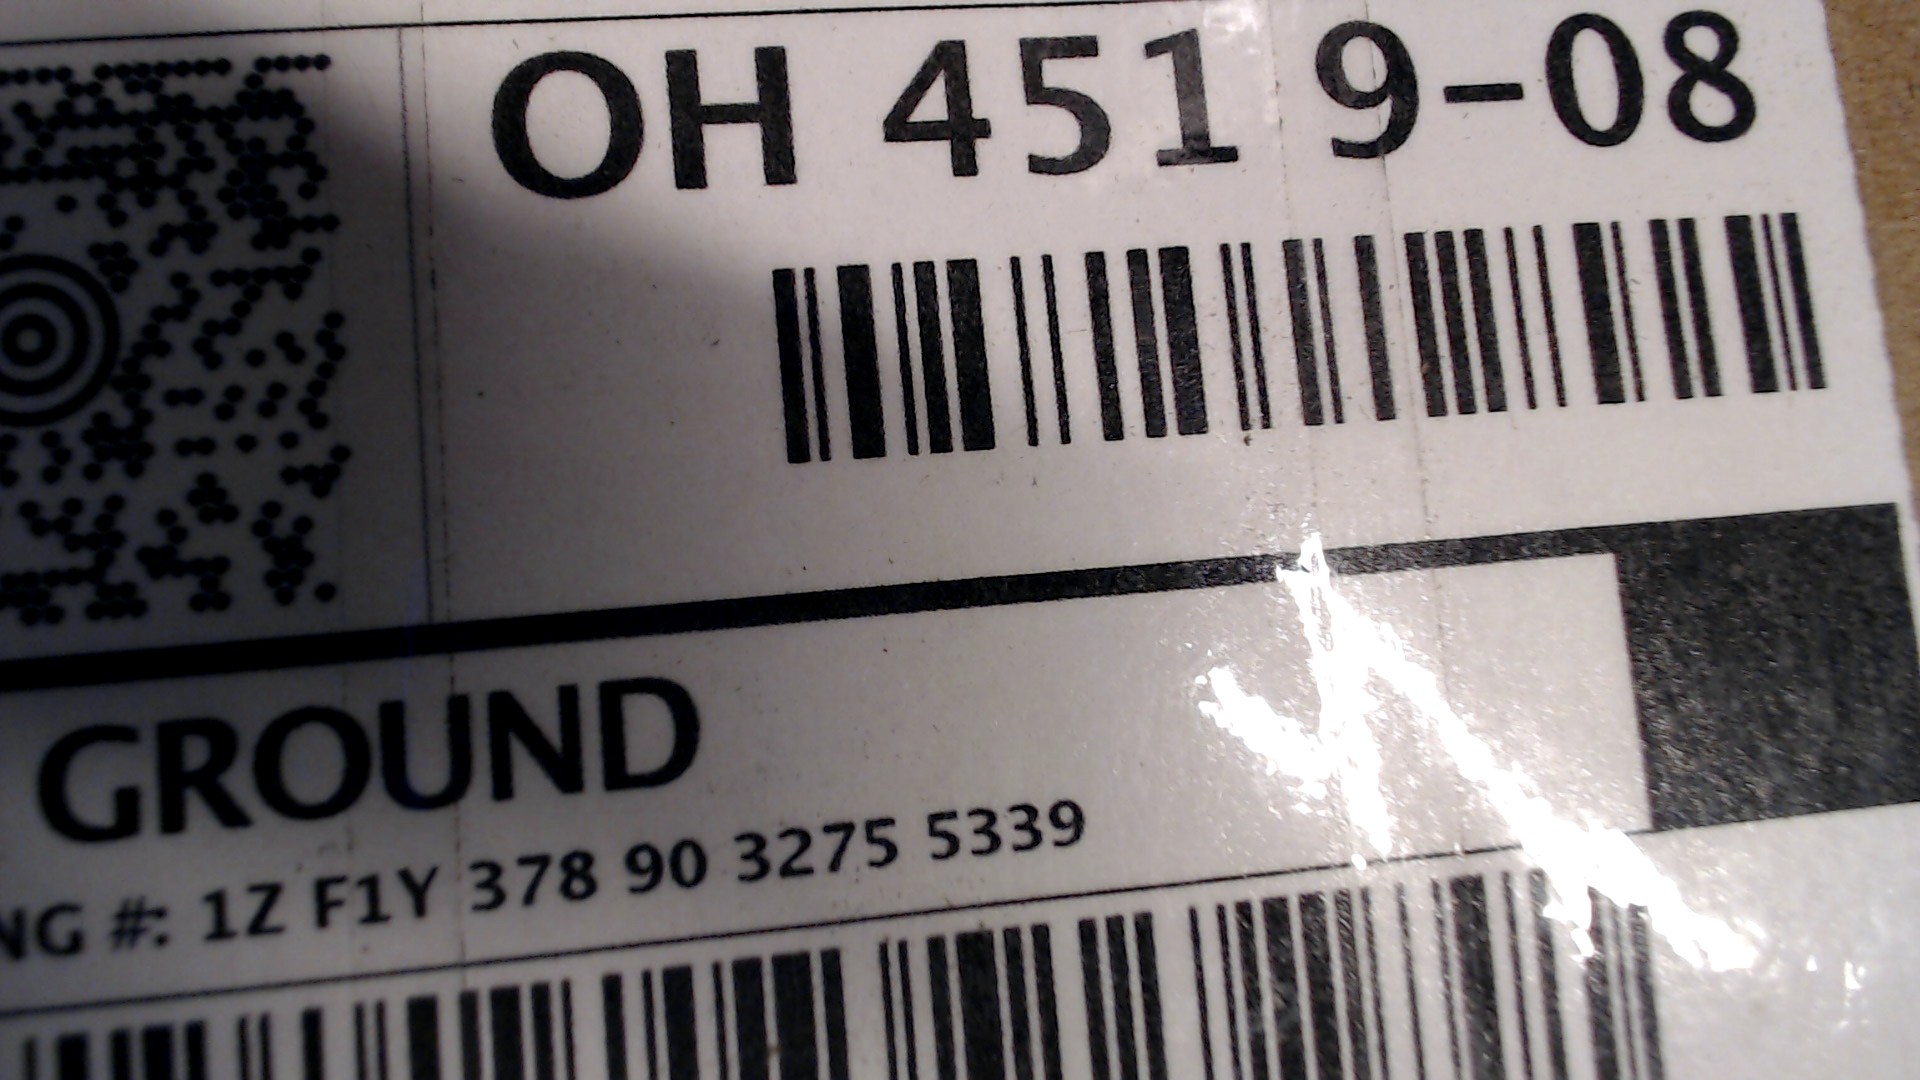 OH 451 9-08
GROUND
NG #: 1Z F1Y 378 90 3275 5339